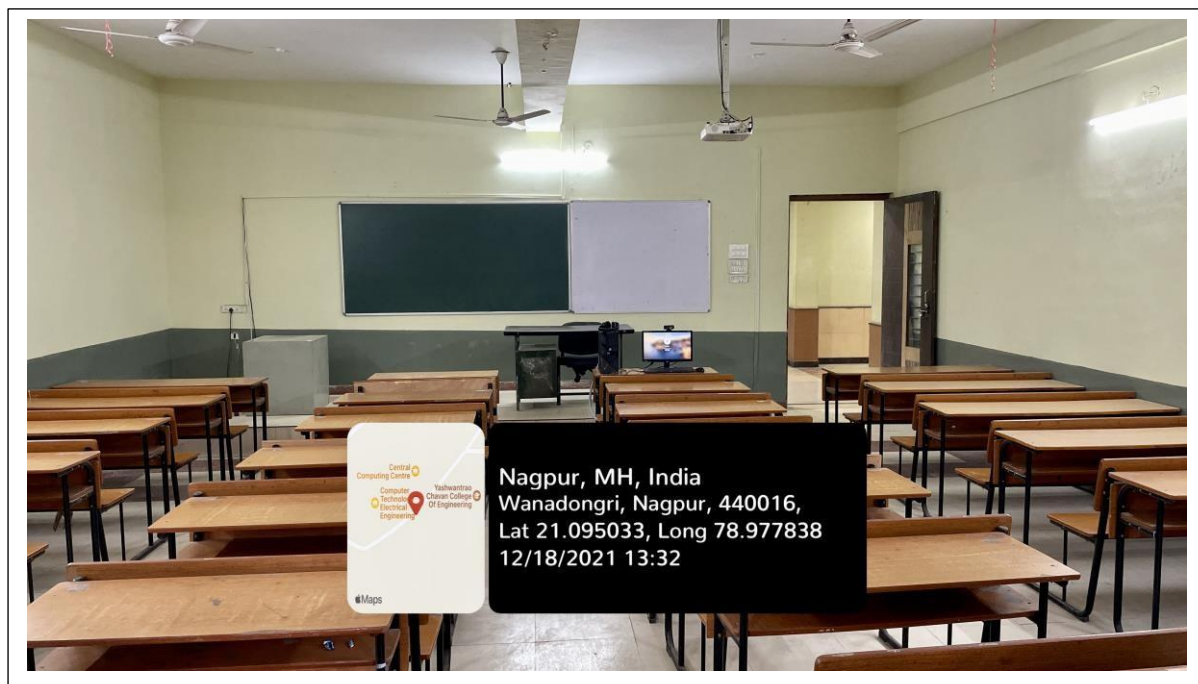 Central
Computing Centre
Computer
Technolo
Electrical
Engineering
Yashwantrao
Chavan College
Of Engineering
Maps
Nagpur, MH, India
Wanadongri, Nagpur, 440016,
Lat 21.095033, Long 78.977838
12/18/2021 13:32